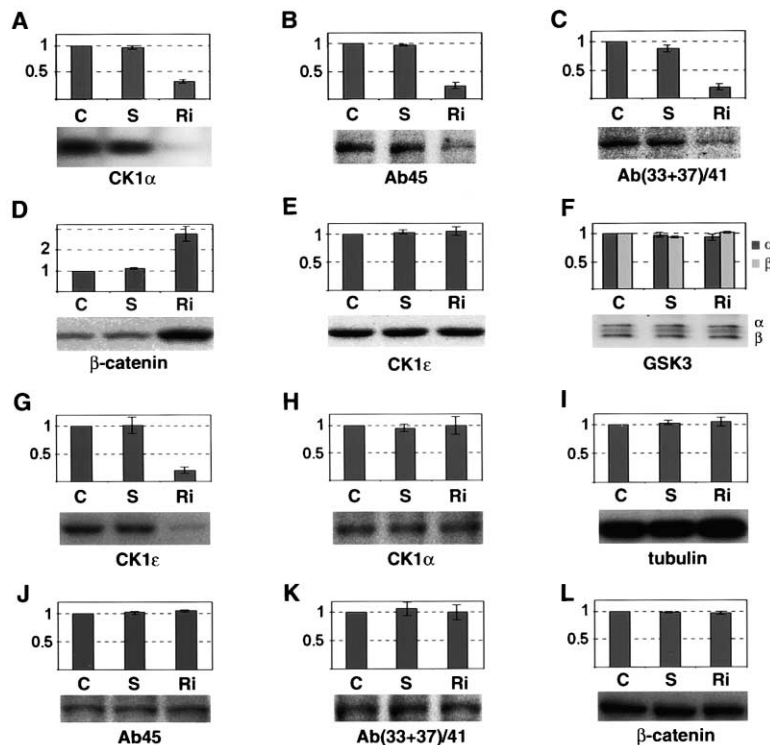 A
B
C
1
0.5
C S Ri
CK1α
1
0.5
C S Ri
Ab45
1
0.5
C S Ri
Ab(33+37)/41
D
E
F
2
1
C S Ri
β-catenin
1
0.5
C S Ri
CK1ε
1
0.5
α
β
C S Ri
α
β
GSK3
G
H
I
1
0.5
C S Ri
CK1ε
1
0.5
C S Ri
CK1α
1
0.5
C S Ri
tubulin
J
K
L
1
0.5
C S Ri
Ab45
1
0.5
C S Ri
Ab(33+37)/41
1
0.5
C S Ri
β-catenin